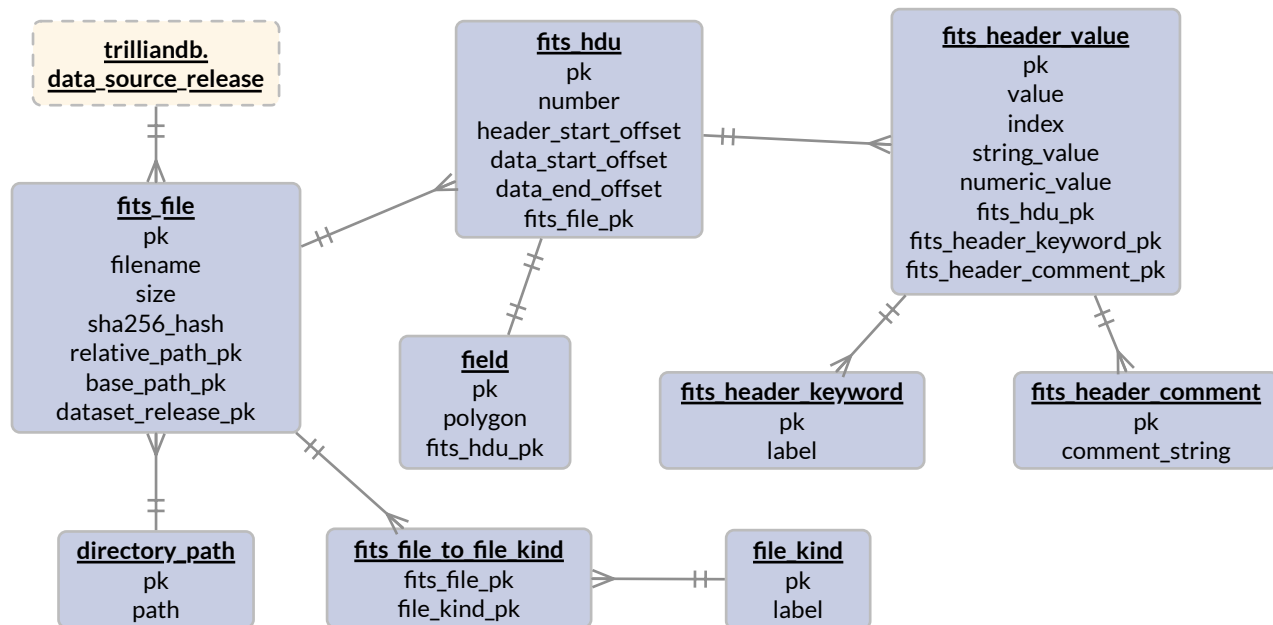 trilliandb.
data_source_release
fits_hdu
pk
number
header_start_offset
data_start_offset
data_end_offset
fits_file_pk
fits_header_value
pk
value
index
string_value
numeric_value
fits_hdu_pk
fits_header_keyword_pk
fits_header_comment_pk
fits_file
pk
filename
size
sha256_hash
relative_path_pk
base_path_pk
dataset_release_pk
field
pk
polygon
fits_hdu_pk
fits_header_keyword
pk
label
fits_header_comment
pk
comment_string
directory_path
pk
path
fits_file_to_file_kind
fits_file_pk
file_kind_pk
file_kind
pk
label